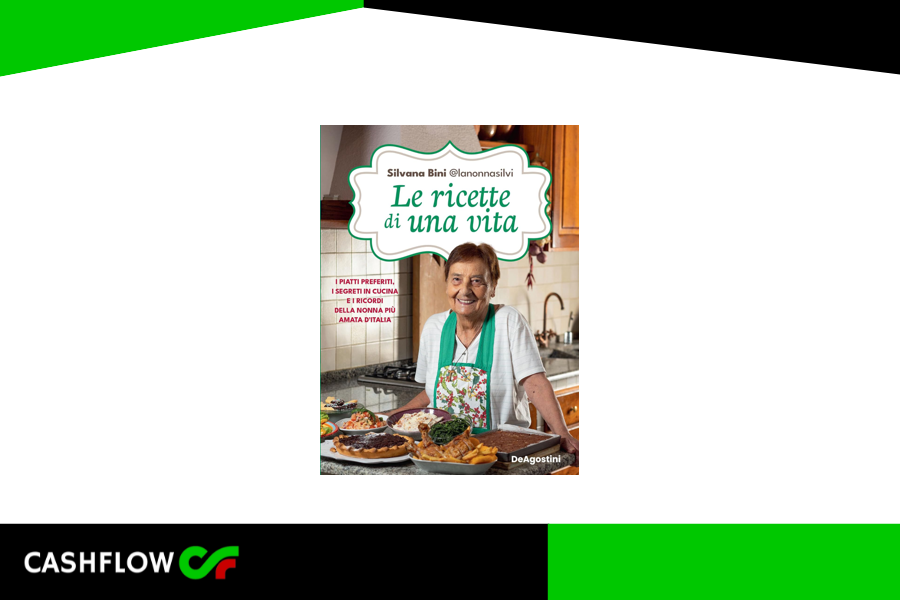 Silvana Bini @lanonnasilvi
Le ricette
di una vita
I PIATTI PREFERITI,
I SEGRETI IN CUCINA
E I RICORDI
DELLA NONNA PIÙ
AMATA D'ITALIA
DeAgostini
CASHFLOW